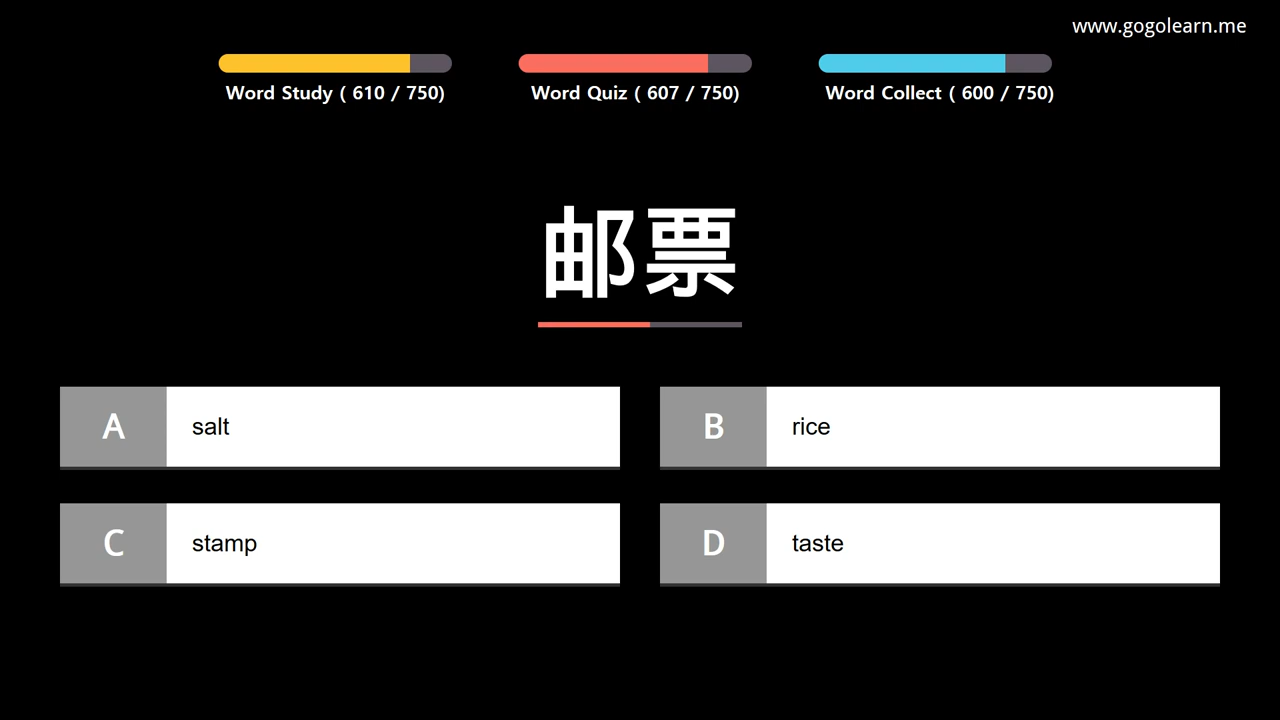 www.gogolearn.me
Word Study ( 610 / 750)
Word Quiz ( 607 / 750)
Word Collect ( 600 / 750)
邮票
A salt
B rice
C stamp
D taste